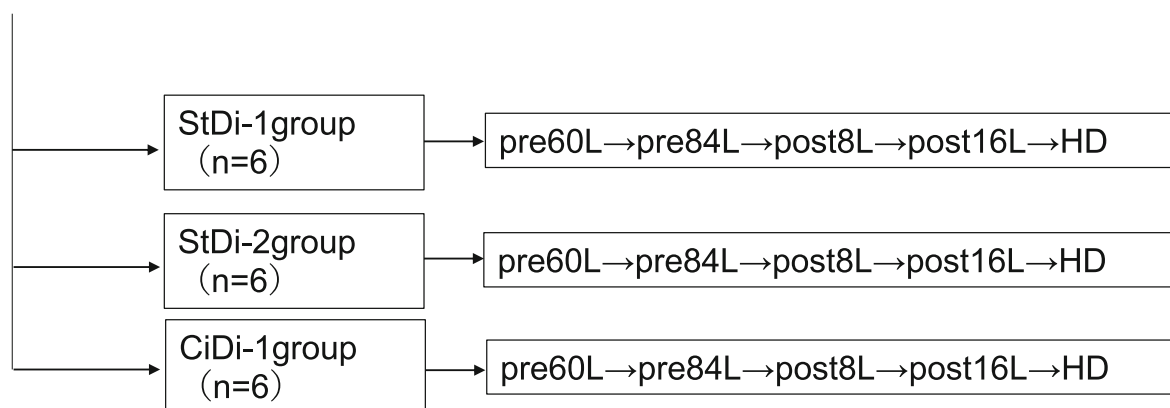 StDi-1group
（n=6）
pre60L→pre84L→post8L→post16L→HD
StDi-2group
（n=6）
pre60L→pre84L→post8L→post16L→HD
CiDi-1group
（n=6）
pre60L→pre84L→post8L→post16L→HD